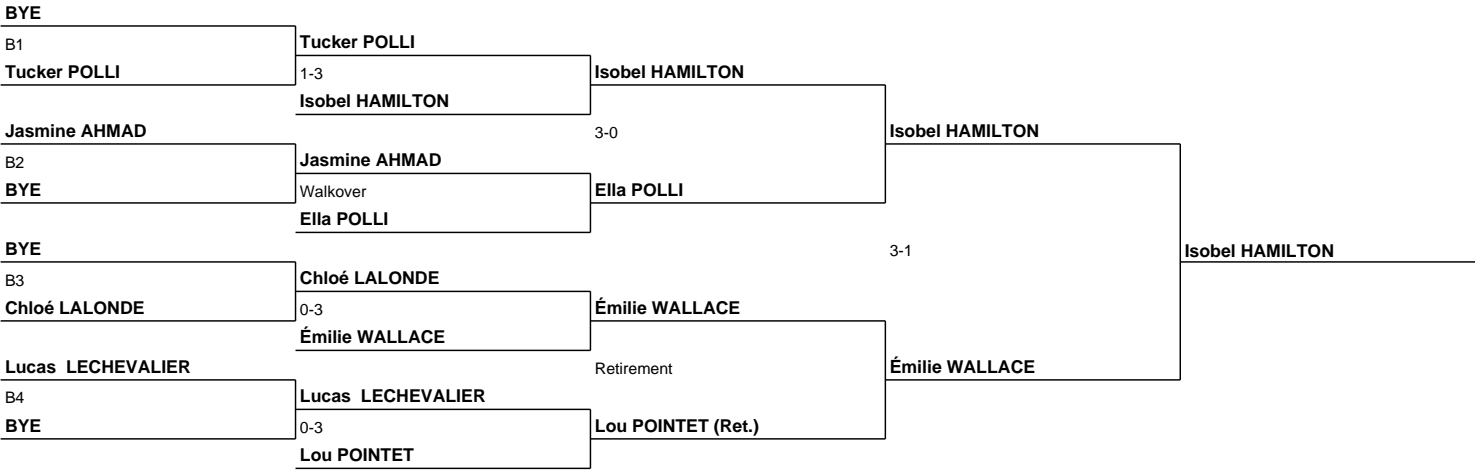 BYE
B1
Tucker POLLI
Tucker POLLI
1-3
Isobel HAMILTON
Isobel HAMILTON
Jasmine AHMAD
B2
BYE
Jasmine AHMAD
Walkover
Ella POLLI
3-0
Ella POLLI
Isobel HAMILTON
BYE
B3
Chloé LALONDE
Chloé LALONDE
0-3
Émilie WALLACE
Émilie WALLACE
Lucas  LECHEVALIER
B4
BYE
Lucas  LECHEVALIER
0-3
Lou POINTET
Retirement
Lou POINTET (Ret.)
Émilie WALLACE
3-1
Isobel HAMILTON